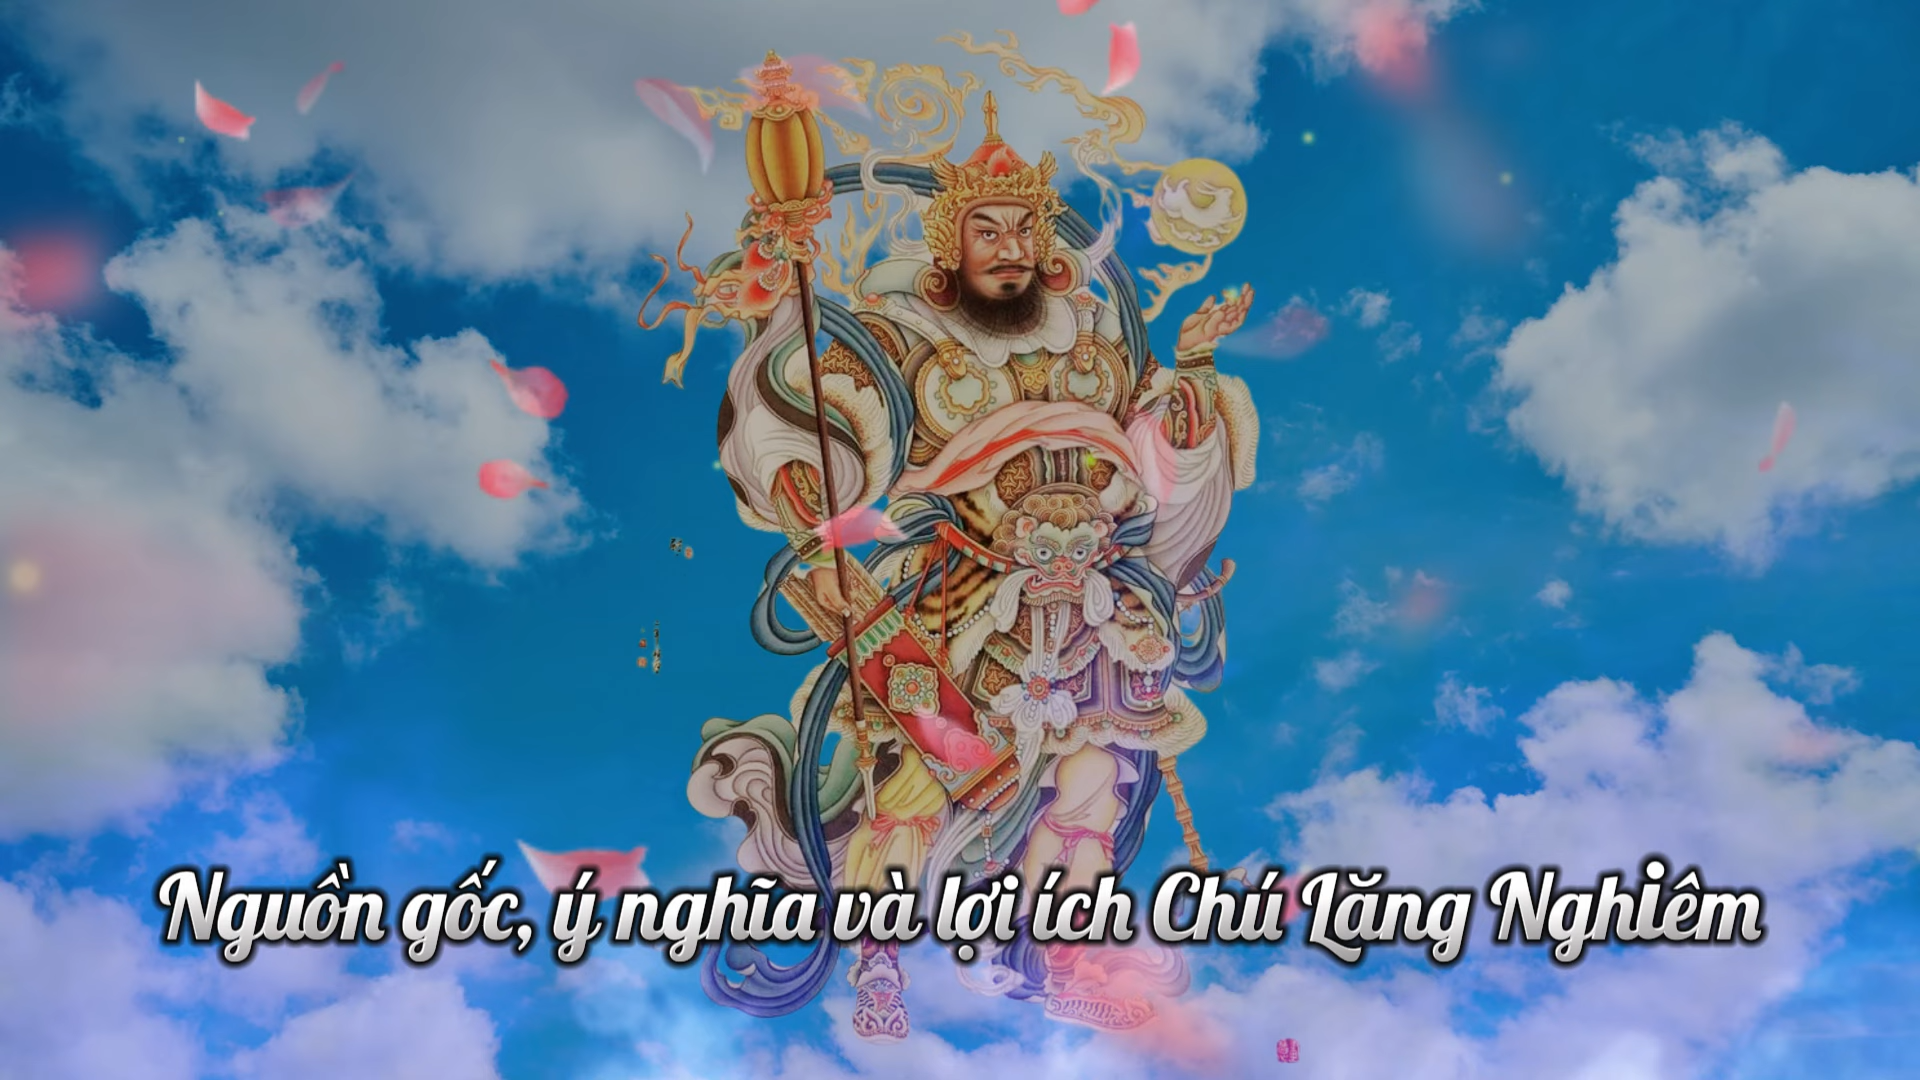 Nguồn gốc, ý nghĩa và lợi ích Chú Lăng Nghiêm